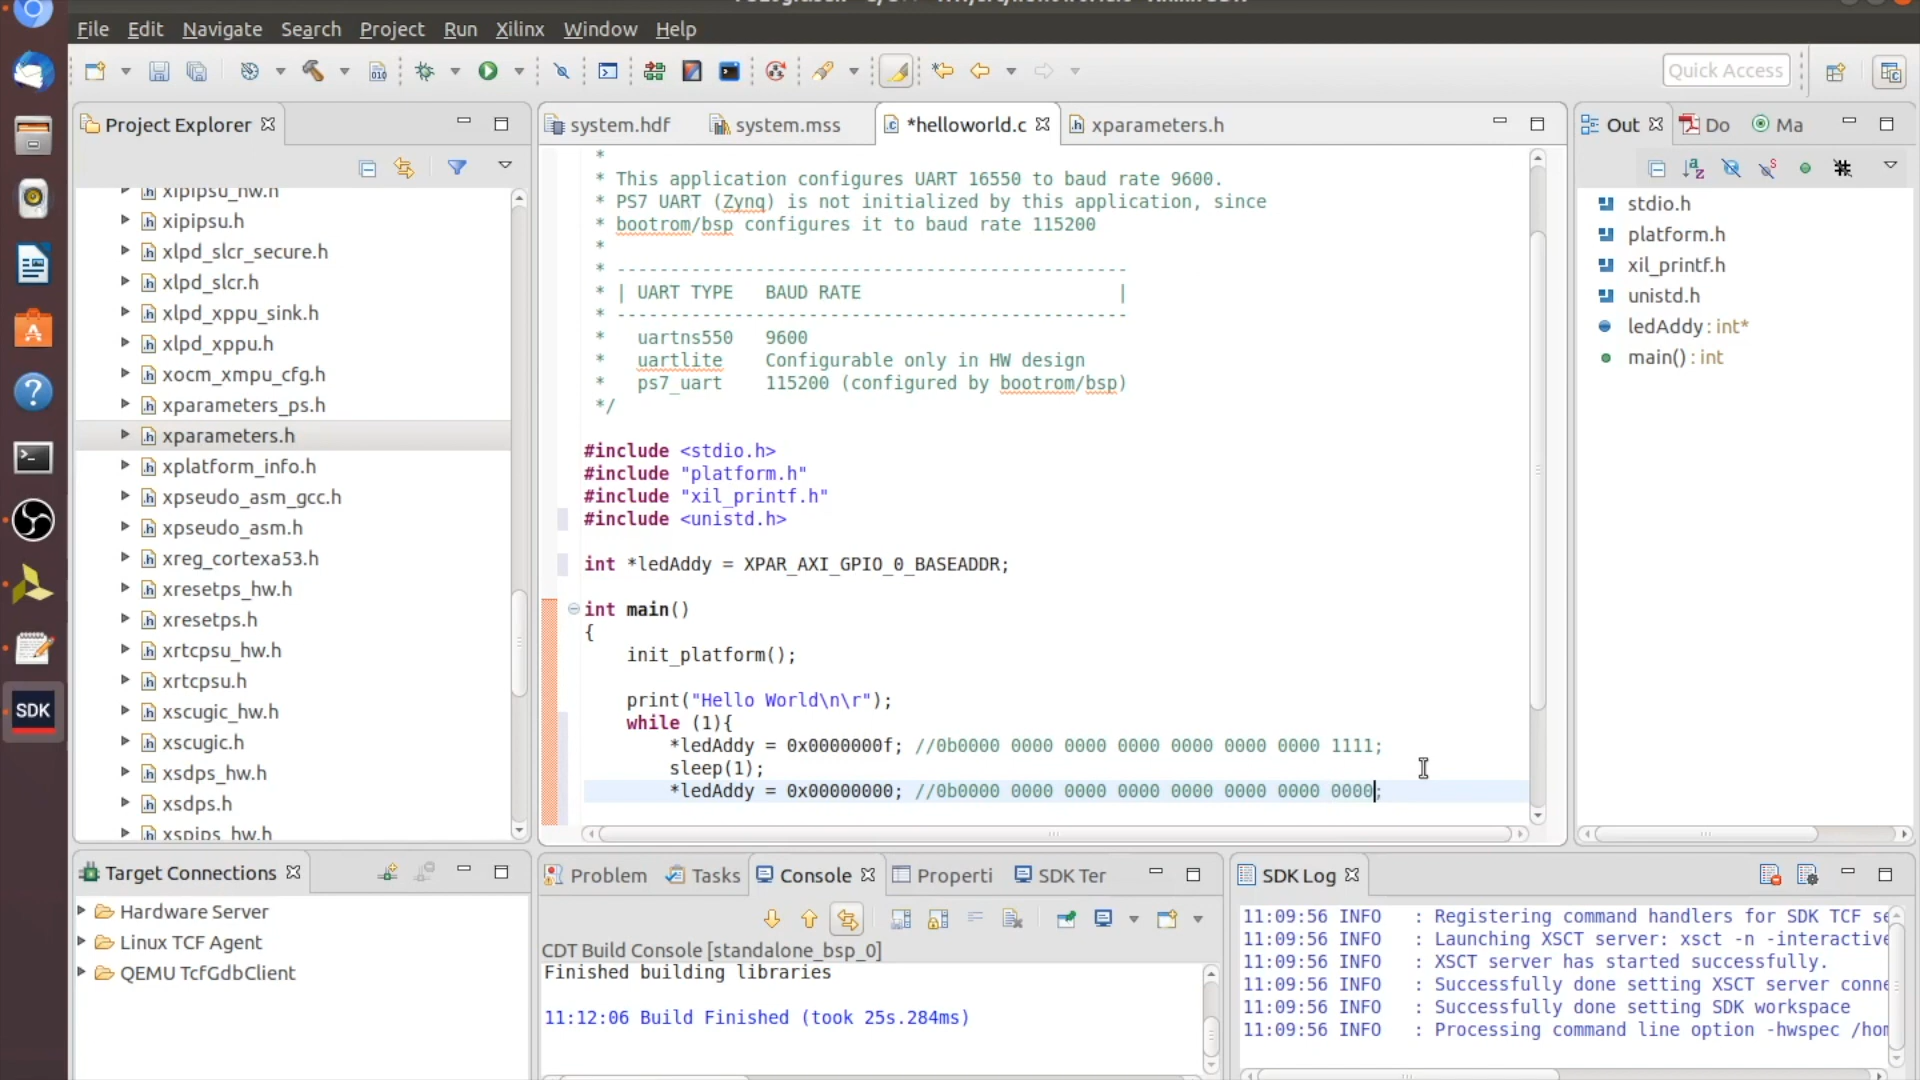 File Edit Navigate Search Project Run Xilinx Window Help
Quick Access
Project Explorer
xipipsu_hw.h
xipipsu.h
xlpd_slcr_secure.h
xlpd_slcr.h
xlpd_xppu_sink.h
xlpd_xppu.h
xocm_xmpu_cfg.h
xparameters_ps.h
xparameters.h
xplatform_info.h
xpseudo_asm_gcc.h
xpseudo_asm.h
xreg_cortexa53.h
xresetps_hw.h
xresetps.h
xrtcpsu_hw.h
xrtcpsu.h
xscugic_hw.h
xscugic.h
xsdps_hw.h
xsdps.h
xspips_hw.h
SDK
system.hdf system.mss *helloworld.c xparameters.h
*
* This application configures UART 16550 to baud rate 9600.
* PS7 UART (Zynq) is not initialized by this application, since
* bootrom/bsp configures it to baud rate 115200
*
* ------------------------------------------------
* | UART TYPE   BAUD RATE                        |
* ------------------------------------------------
*   uartns550   9600
*   uartlite    Configurable only in HW design
*   ps7_uart    115200 (configured by bootrom/bsp)
*/
#include <stdio.h>
#include "platform.h"
#include "xil_printf.h"
#include <unistd.h>
int *ledAddy = XPAR_AXI_GPIO_0_BASEADDR;
int main()
{
init_platform();
print("Hello World\n\r");
while (1){
*ledAddy = 0x0000000f; //0b0000 0000 0000 0000 0000 0000 0000 1111;
sleep(1);
*ledAddy = 0x00000000; //0b0000 0000 0000 0000 0000 0000 0000 0000;
Out Do Ma
stdio.h
platform.h
xil_printf.h
unistd.h
ledAddy : int*
main() : int
Target Connections
Hardware Server
Linux TCF Agent
QEMU TcfGdbClient
Problem Tasks Console Properti SDK Ter
CDT Build Console [standalone_bsp_0]
Finished building libraries
11:12:06 Build Finished (took 25s.284ms)
SDK Log
11:09:56 INFO : Registering command handlers for SDK TCF se
11:09:56 INFO : Launching XSCT server: xsct -n -interactive
11:09:56 INFO : XSCT server has started successfully.
11:09:56 INFO : Successfully done setting XSCT server conne
11:09:56 INFO : Successfully done setting SDK workspace
11:09:56 INFO : Processing command line option -hwspec /hom